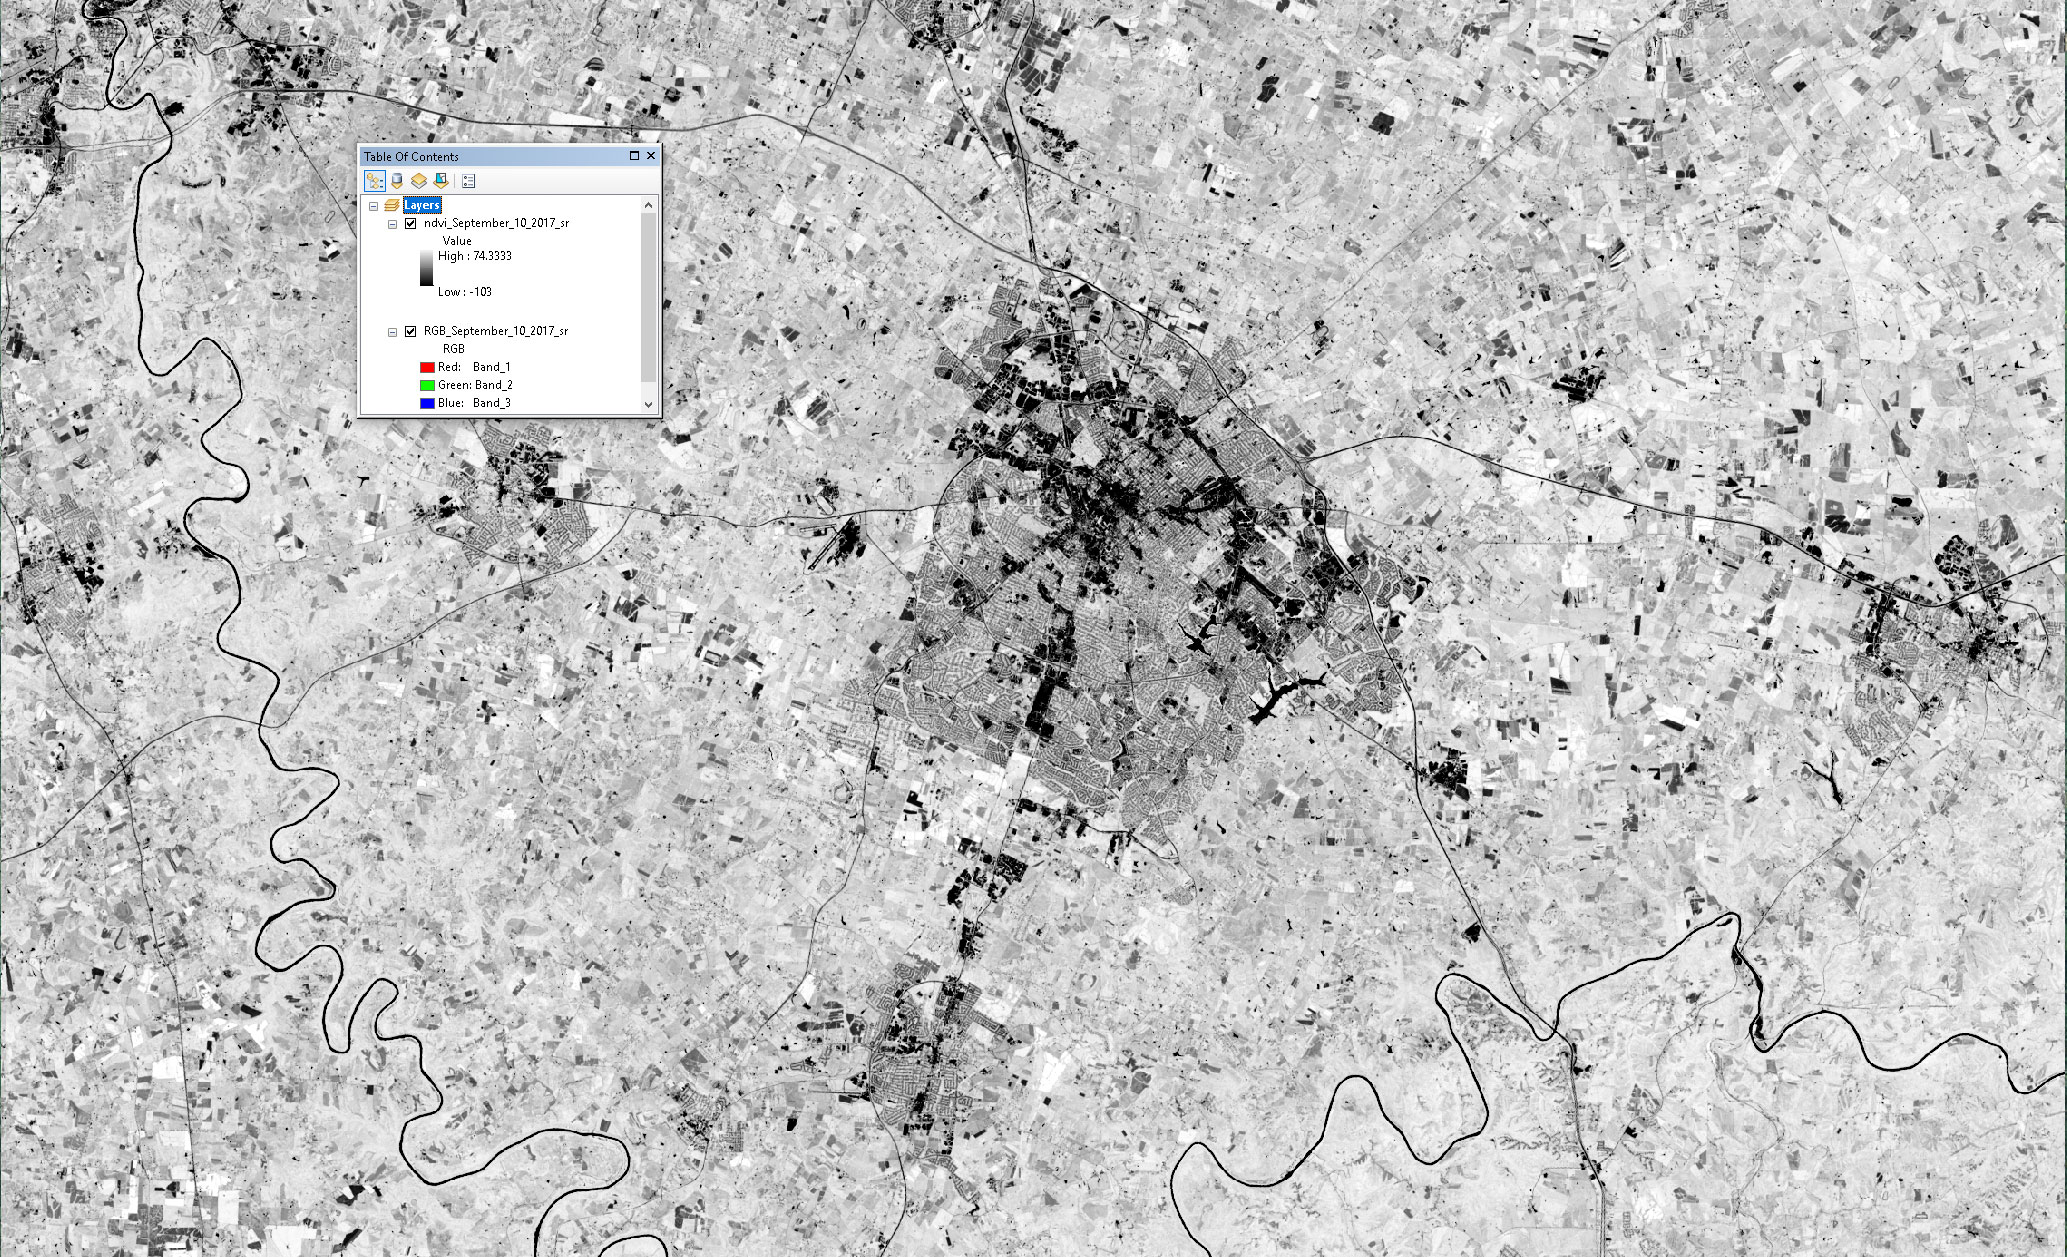 Table Of Contents
Layers
ndvi_September_10_2017_sr
Value
High : 74.3333
Low : -103
RGB_September_10_2017_sr
RGB
Red: Band_1
Green: Band_2
Blue: Band_3